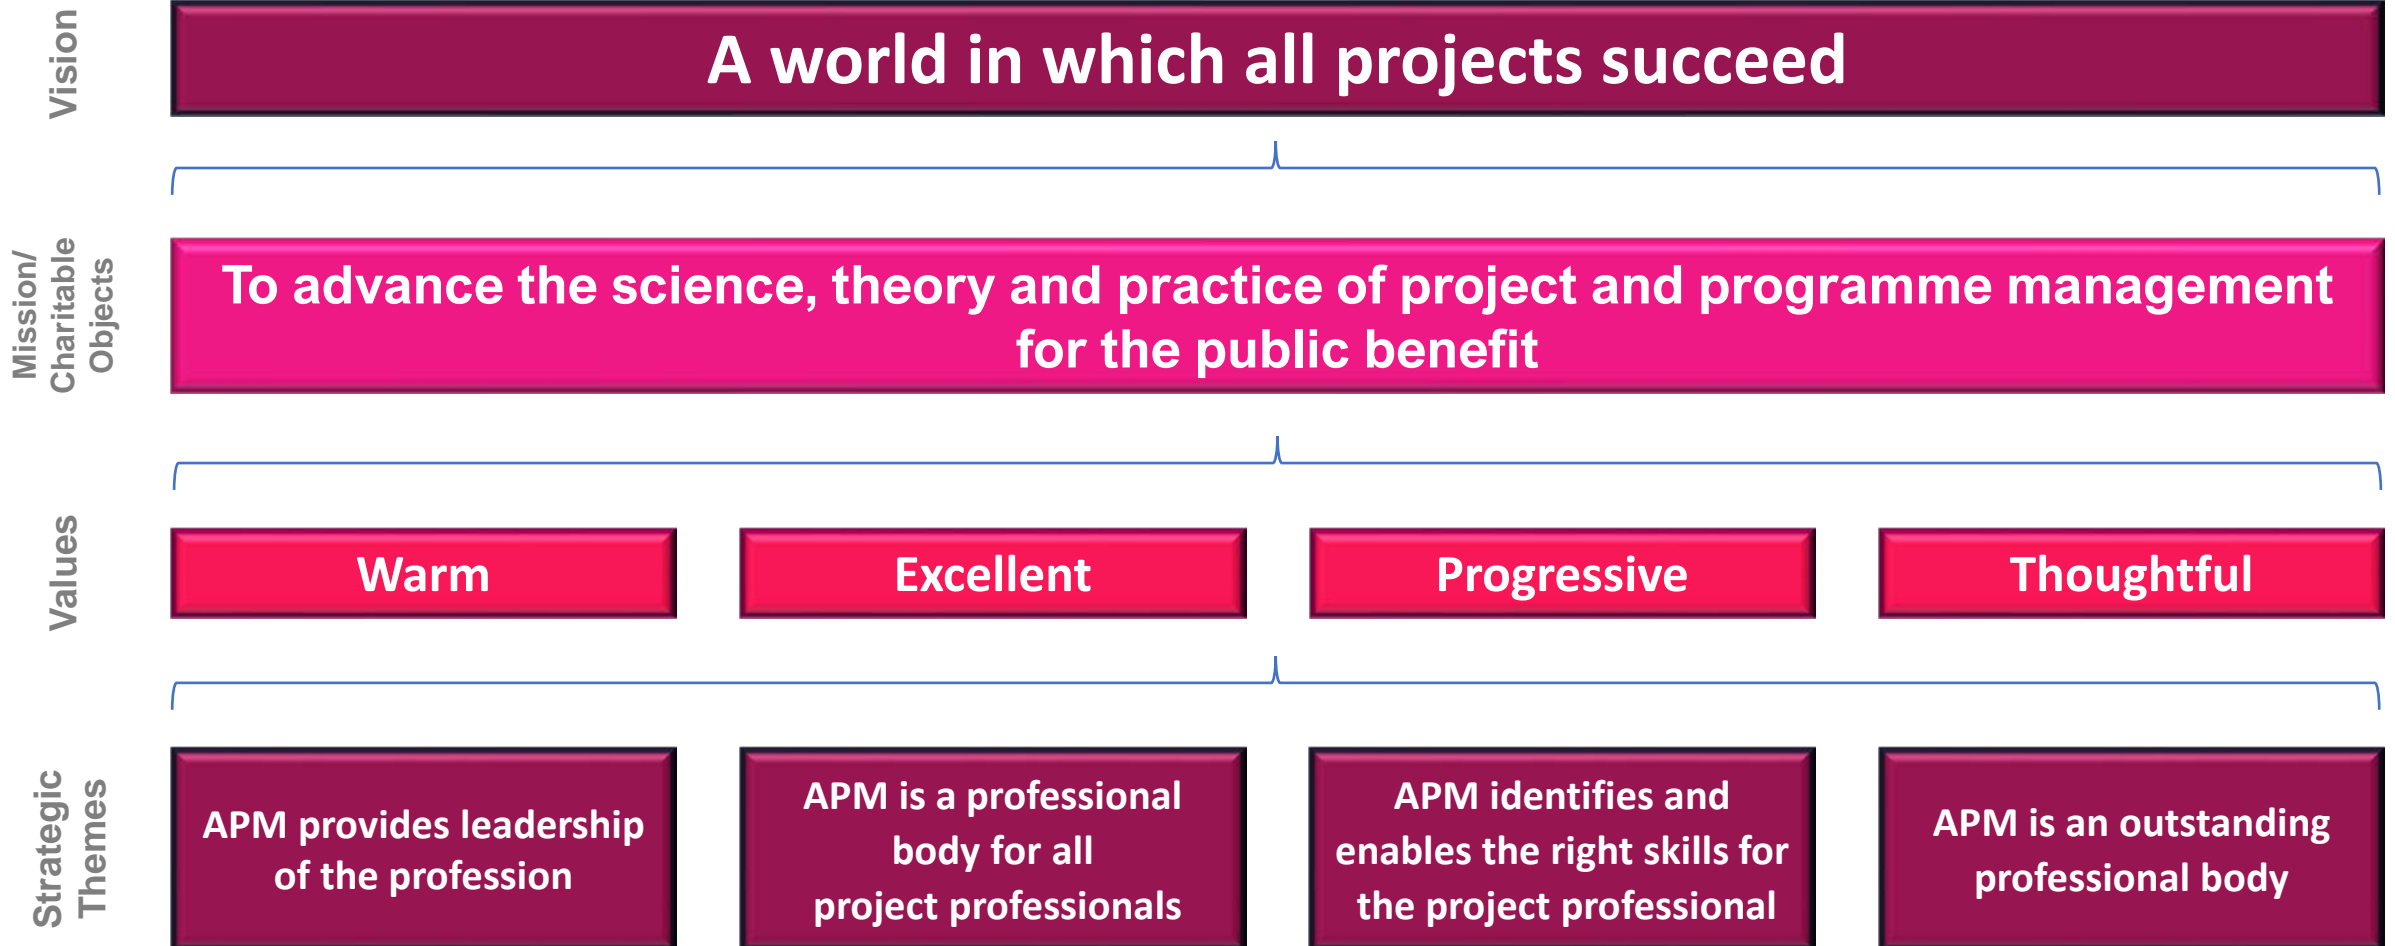 Vision
A world in which all projects succeed
Mission/
Charitable
Objects
To advance the science, theory and practice of project and programme management
for the public benefit
Values
Warm
Excellent
Progressive
Thoughtful
Strategic
Themes
APM provides leadership
of the profession
APM is a professional
body for all
project professionals
APM identifies and
enables the right skills for
the project professional
APM is an outstanding
professional body